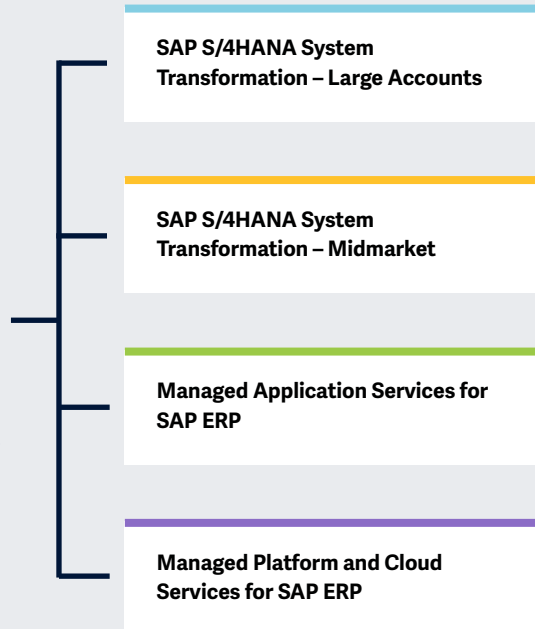 SAP S/4HANA System
Transformation – Large Accounts
SAP S/4HANA System
Transformation – Midmarket
Managed Application Services for
SAP ERP
Managed Platform and Cloud
Services for SAP ERP